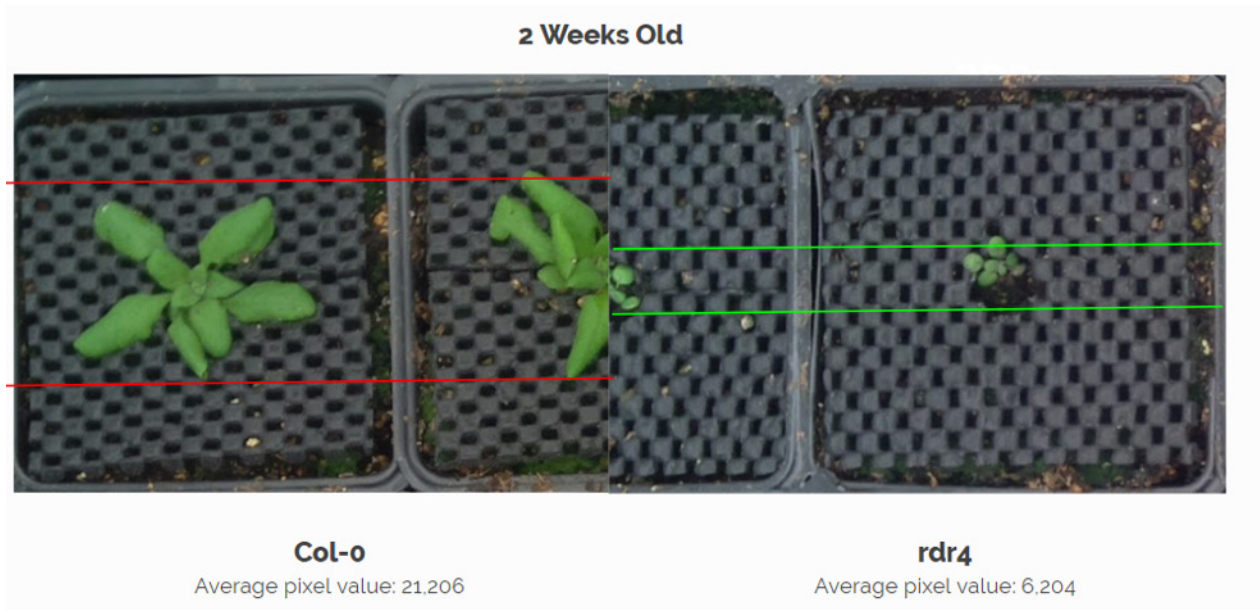 2 Weeks Old
Col-0
Average pixel value: 21,206
rdr4
Average pixel value: 6,204